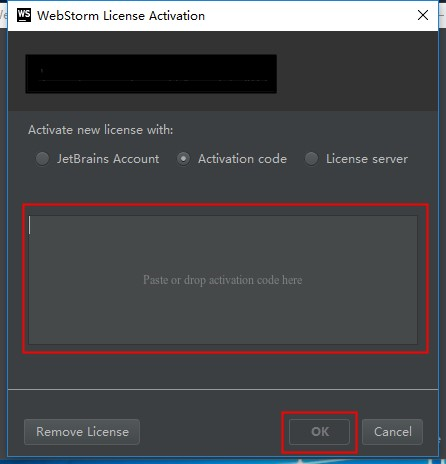 WS WebStorm License Activation
Activate new license with:
JetBrains Account Activation code License server
Paste or drop activation code here
Remove License OK Cancel